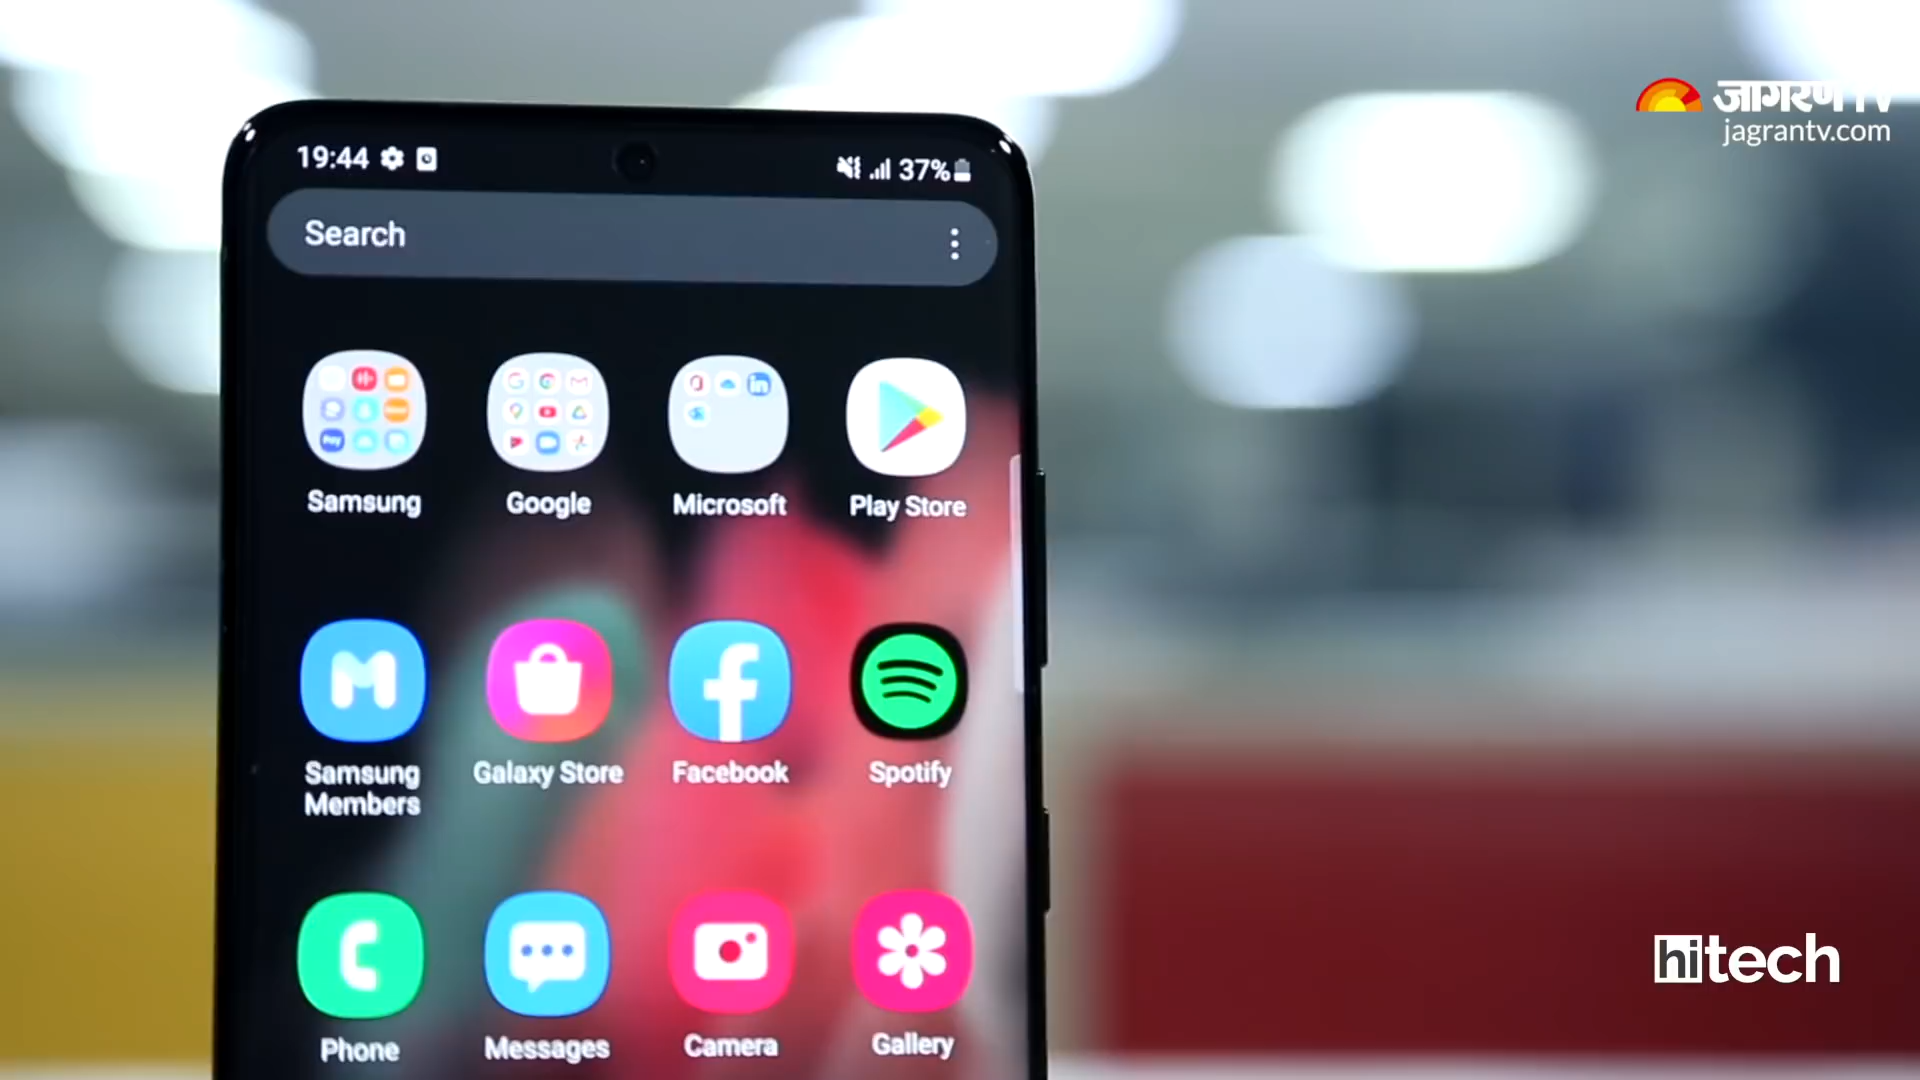 जागरण TV
jagrantv.com
19:44
37%
Search
Samsung
Google
Microsoft
Play Store
Samsung
Members
Galaxy Store
Facebook
Spotify
Phone
Messages
Camera
Gallery
hitech